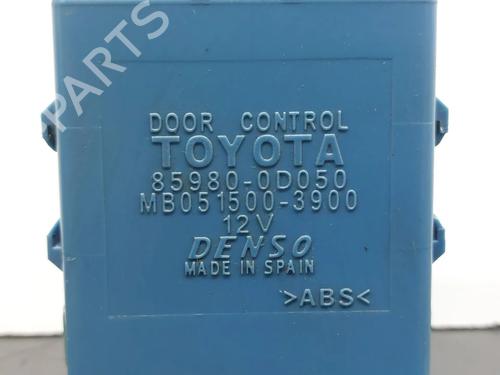 B PARTS
DOOR CONTROL
TOYOTA
85980-0D050
MB051500-3900
12V
DENSO
MADE IN SPAIN
>ABS<